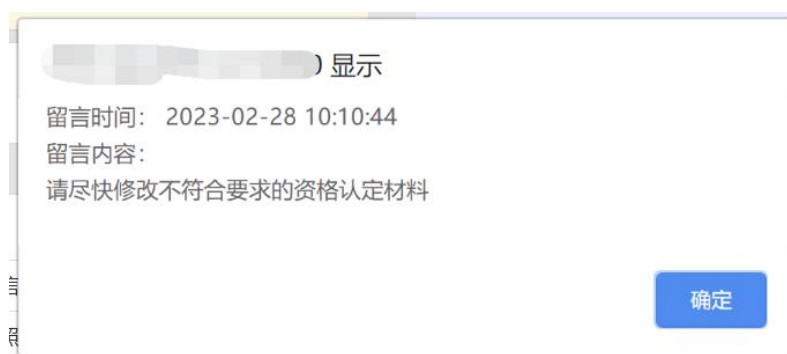 显示
留言时间： 2023-02-28 10:10:44
留言内容：
请尽快修改不符合要求的资格认定材料
确定